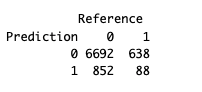 Reference
Prediction 0 1
0 6692 638
1 852 88